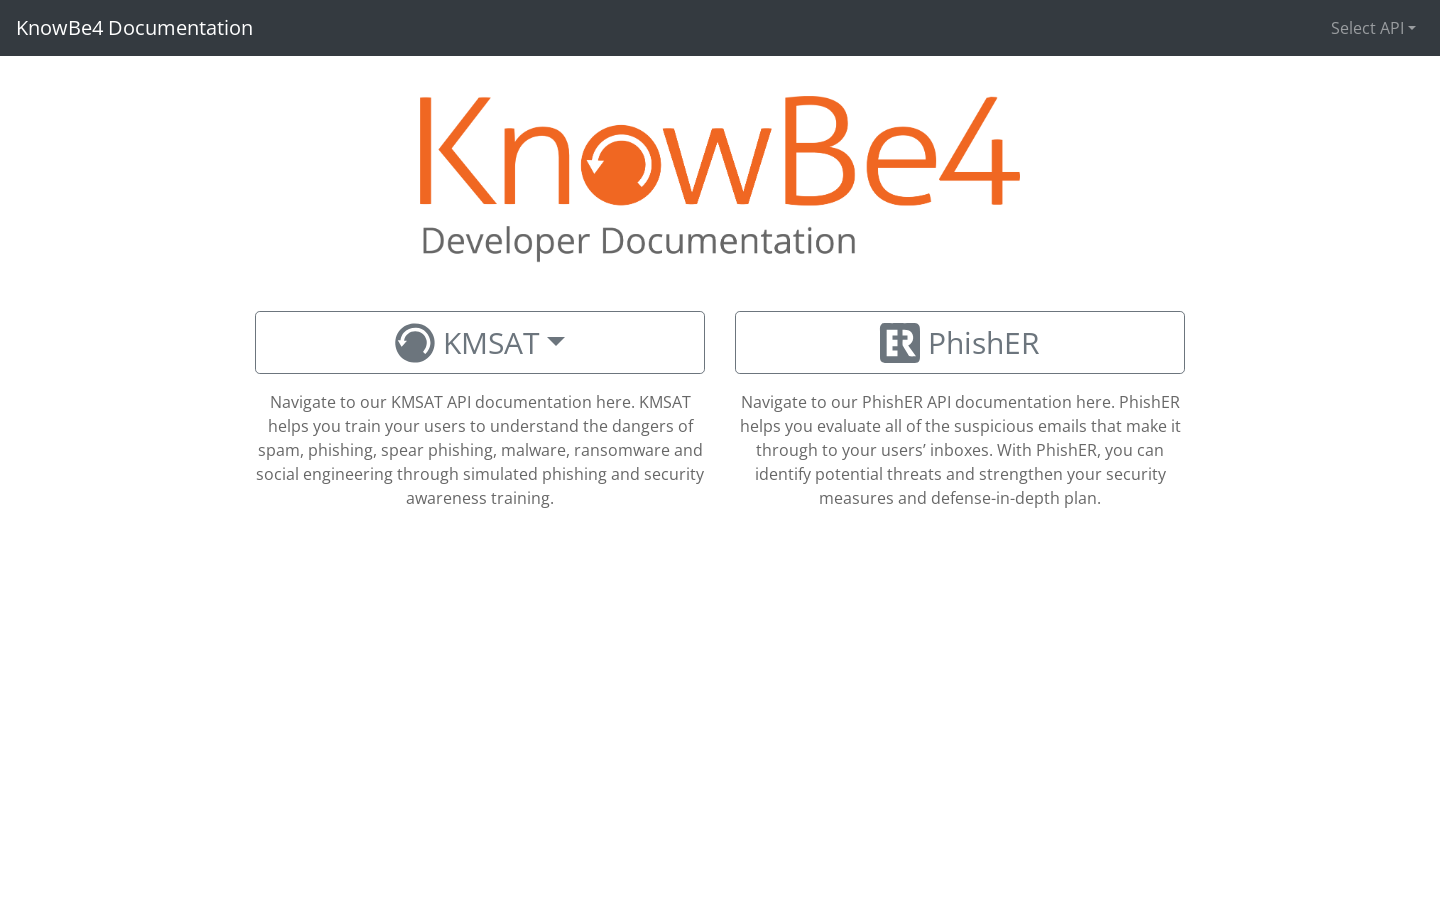 KnowBe4 Documentation
Select API
KnowBe4
Developer Documentation
KMSAT
Navigate to our KMSAT API documentation here. KMSAT
helps you train your users to understand the dangers of
spam, phishing, spear phishing, malware, ransomware and
social engineering through simulated phishing and security
awareness training.
ER PhishER
Navigate to our PhishER API documentation here. PhishER
helps you evaluate all of the suspicious emails that make it
through to your users’ inboxes. With PhishER, you can
identify potential threats and strengthen your security
measures and defense-in-depth plan.